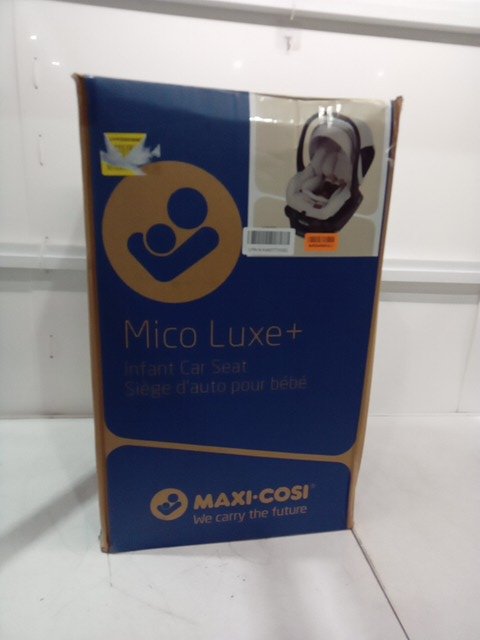 Mico Luxe+
Infant Car Seat
Siège d'auto pour bébé
MAXI-COSI®
We carry the future